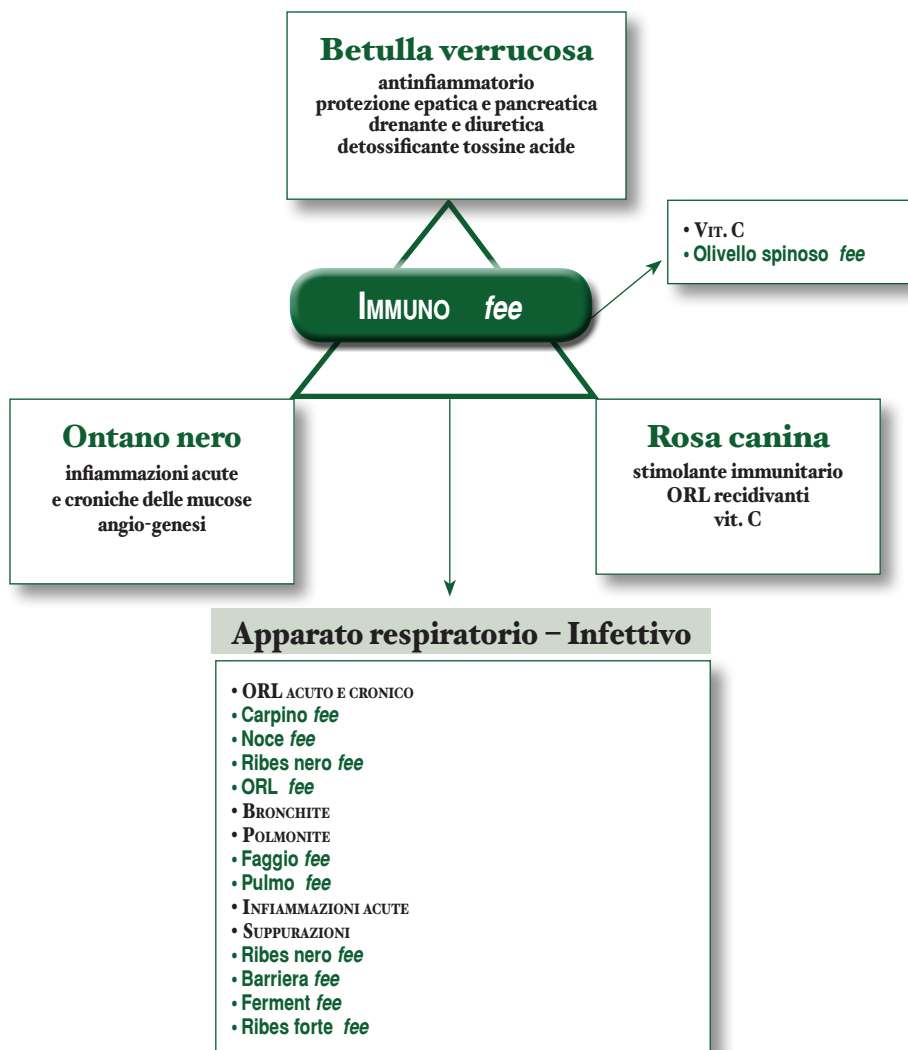 Betulla verrucosa
antinfiammatorio
protezione epatica e pancreatica
drenante e diuretica
detossificante tossine acide
• VIT. C
• Olivello spinoso fee
IMMUNO fee
Ontano nero
infiammazioni acute
e croniche delle mucose
angio-genesi
Rosa canina
stimolante immunitario
ORL recidivanti
vit. C
Apparato respiratorio – Infettivo
• ORL ACUTO E CRONICO
• Carpino fee
• Noce fee
• Ribes nero fee
• ORL fee
• BRONCHITE
• POLMONITE
• Faggio fee
• Pulmo fee
• INFIAMMAZIONI ACUTE
• SUPPURAZIONI
• Ribes nero fee
• Barriera fee
• Ferment fee
• Ribes forte fee